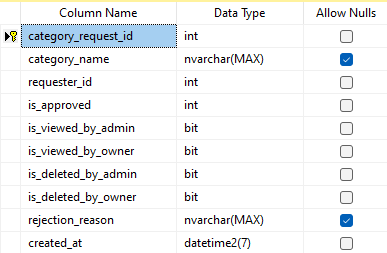 Column Name Data Type Allow Nulls
category_request_id int
category_name nvarchar(MAX)
requester_id int
is_approved int
is_viewed_by_admin bit
is_viewed_by_owner bit
is_deleted_by_admin bit
is_deleted_by_owner bit
rejection_reason nvarchar(MAX)
created_at datetime2(7)